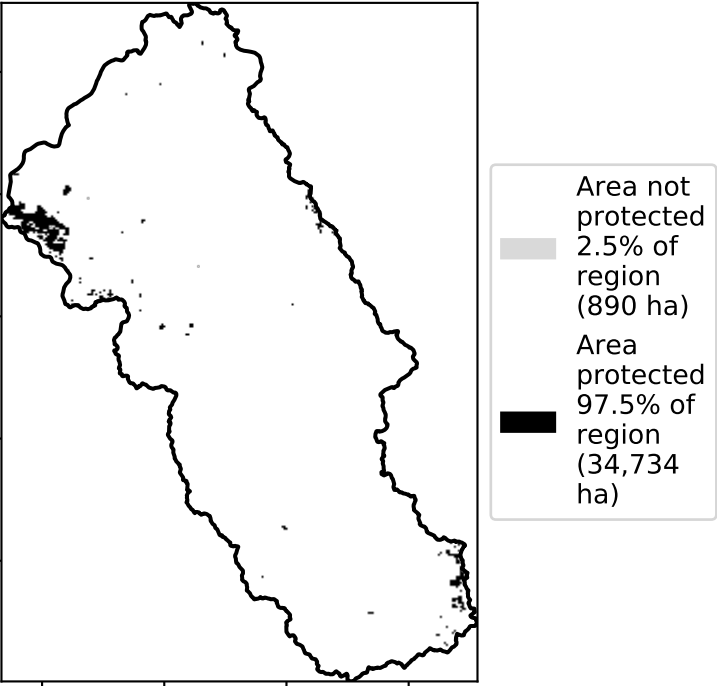 Area not
protected
2.5% of
region
(890 ha)
Area
protected
97.5% of
region
(34,734
ha)